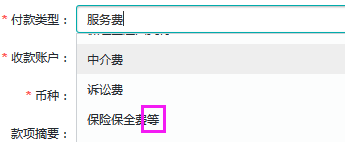 * 付款类型： 服务费
* 收款账户： 中介费
诉讼费
* 币种：
保险保全费等
款项摘要：